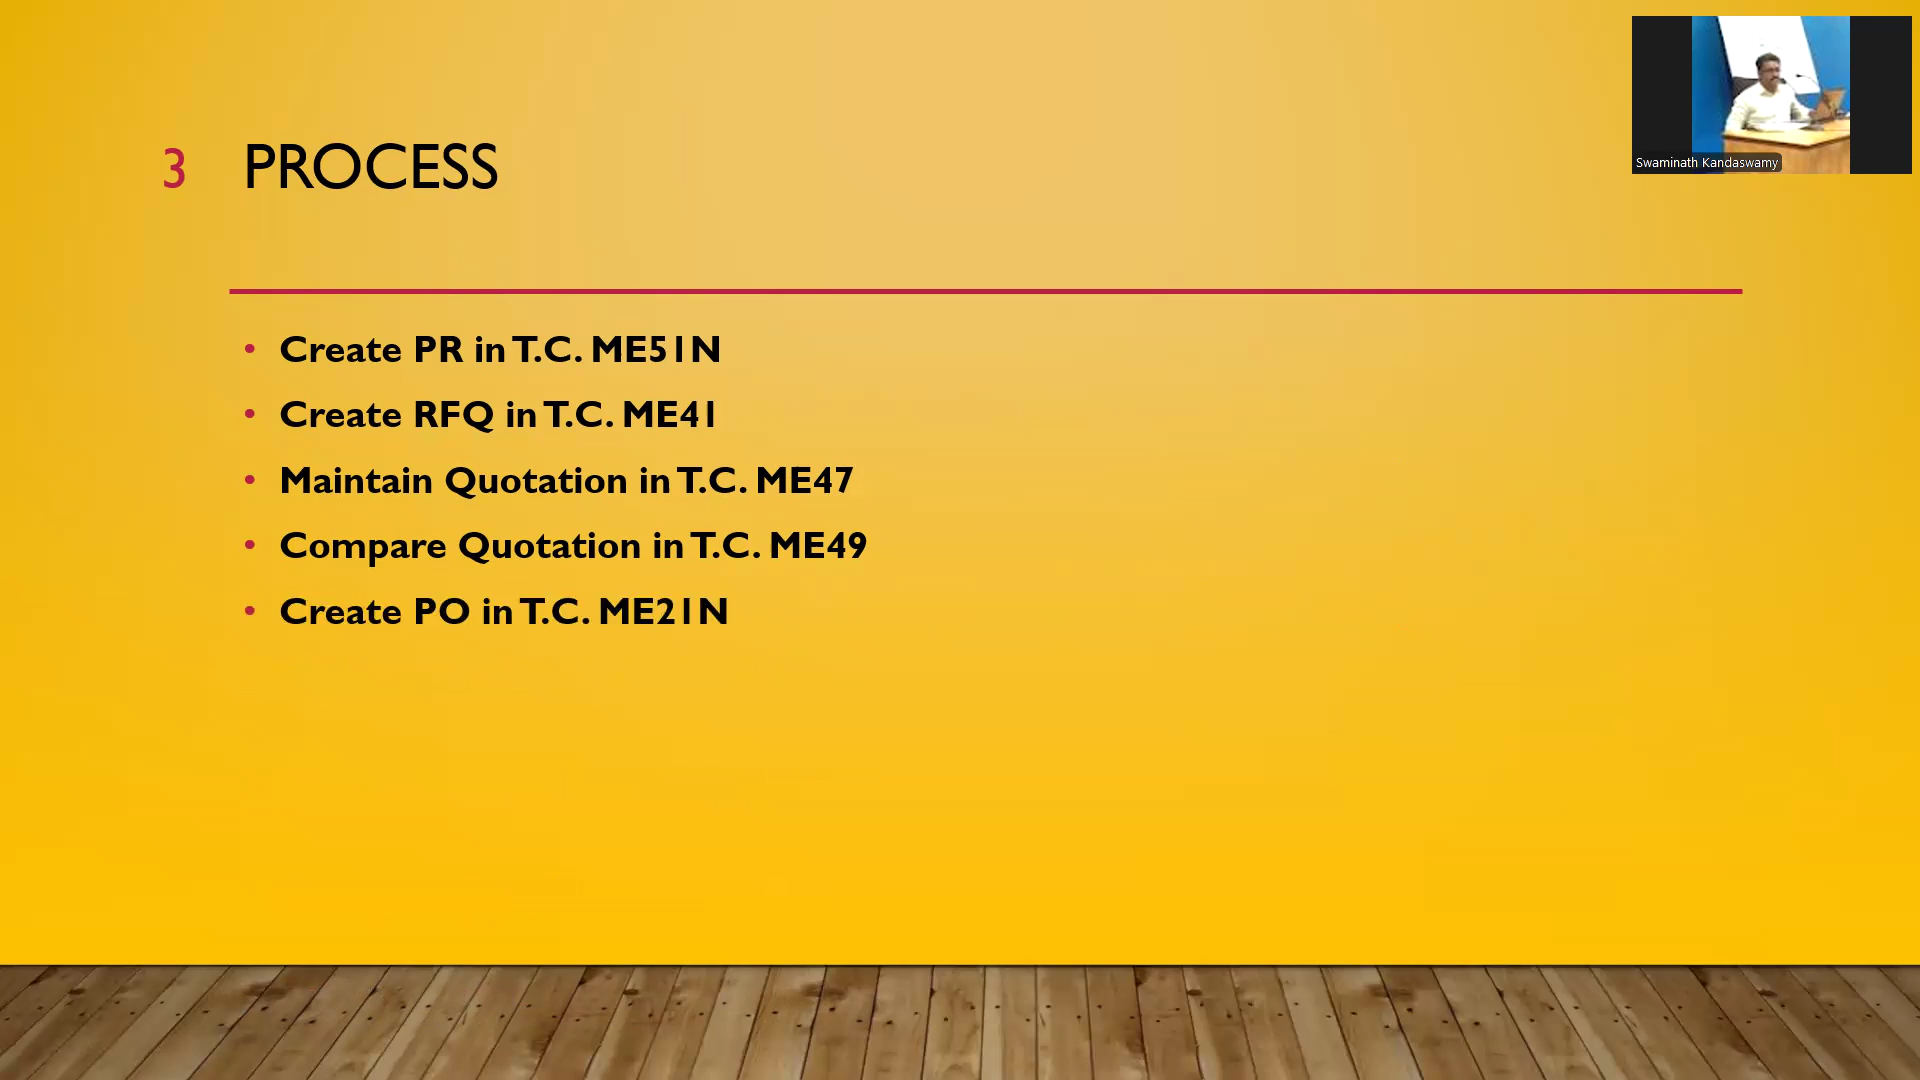 3 PROCESS
• Create PR in T.C. ME51N
• Create RFQ in T.C. ME41
• Maintain Quotation in T.C. ME47
• Compare Quotation in T.C. ME49
• Create PO in T.C. ME21N
Swaminath Kandaswamy